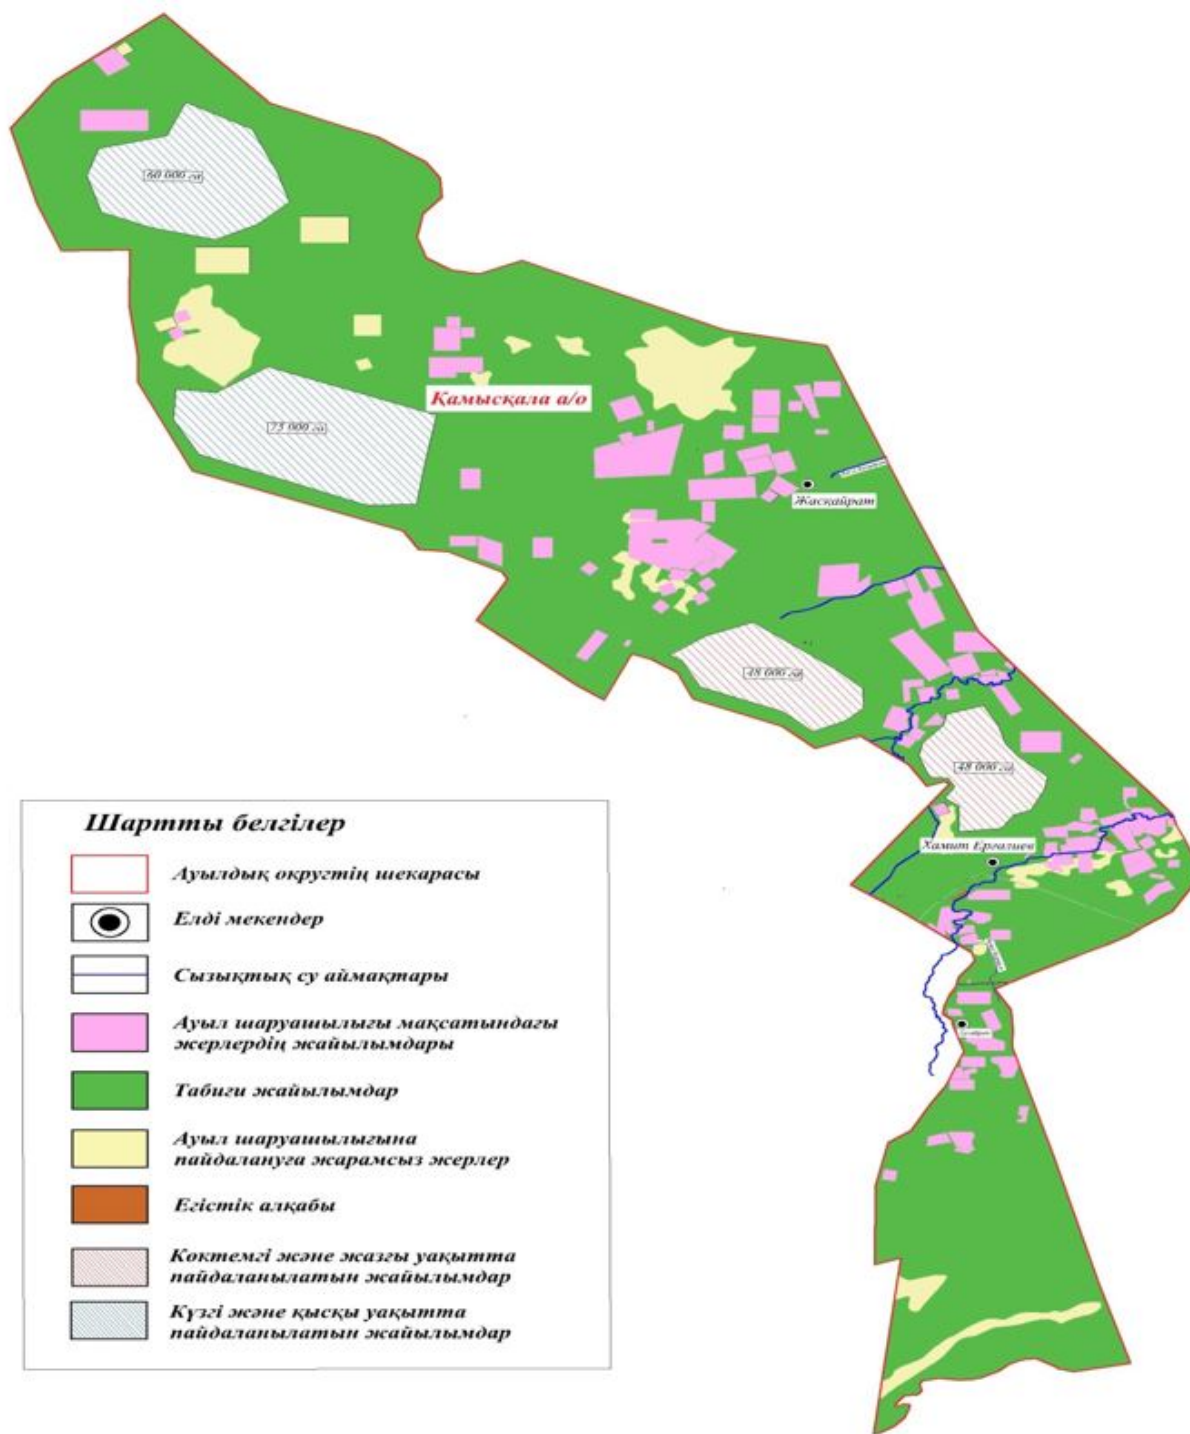 60 000 га
Қамысқала а/о
75 000 га
Жасқайрат
48 000 га
48 000 га
Хамит Ерғалиев
Шартты белгілер
Ауылдық округтің шекарасы
Елді мекендер
Сызықтық су аймақтары
Ауыл шаруашылығы мақсатындағы
жерлердің жайылымдары
Табиғи жайылымдар
Ауыл шаруашылығына
пайдалануға жарамсыз жерлер
Егістік алқабы
Көктемгі және жазғы уақытта
пайдаланылатын жайылымдар
Күзгі және қысқы уақытта
пайдаланылатын жайылымдар